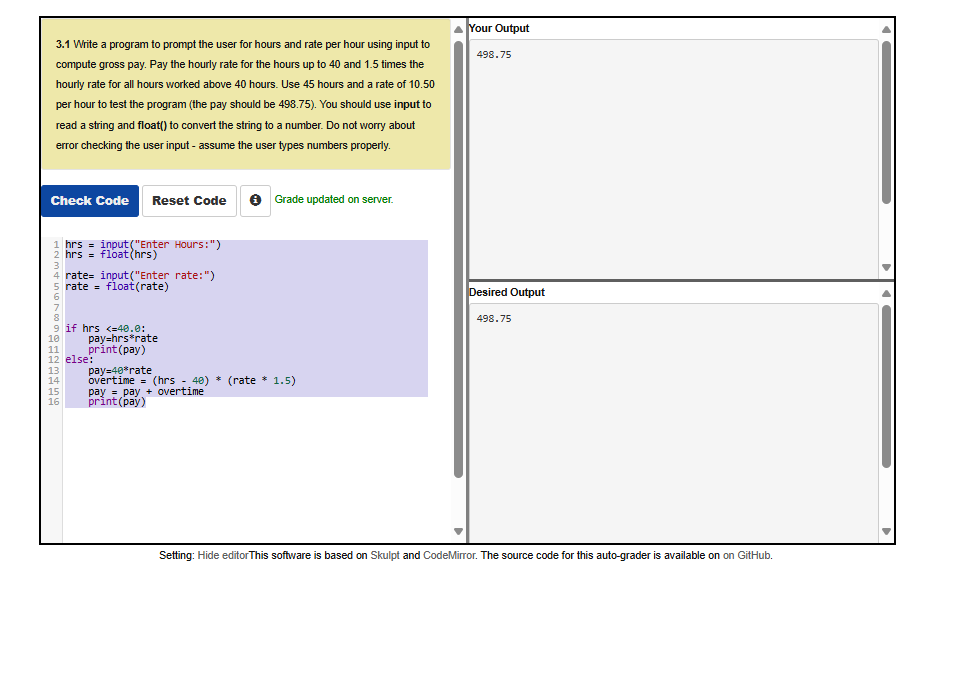 3.1 Write a program to prompt the user for hours and rate per hour using input to
compute gross pay. Pay the hourly rate for the hours up to 40 and 1.5 times the
hourly rate for all hours worked above 40 hours. Use 45 hours and a rate of 10.50
per hour to test the program (the pay should be 498.75). You should use input to
read a string and float() to convert the string to a number. Do not worry about
error checking the user input - assume the user types numbers properly.
Check Code Reset Code Grade updated on server.
1 hrs = input("Enter Hours:")
2 hrs = float(hrs)
3
4 rate= input("Enter rate:")
5 rate = float(rate)
6
7
8
9 if hrs <=40.0:
10 pay=hrs*rate
11 print(pay)
12 else:
13 pay=40*rate
14 overtime = (hrs - 40) * (rate * 1.5)
15 pay = pay + overtime
16 print(pay)
Your Output
498.75
Desired Output
498.75
Setting: Hide editorThis software is based on Skulpt and CodeMirror. The source code for this auto-grader is available on on GitHub.